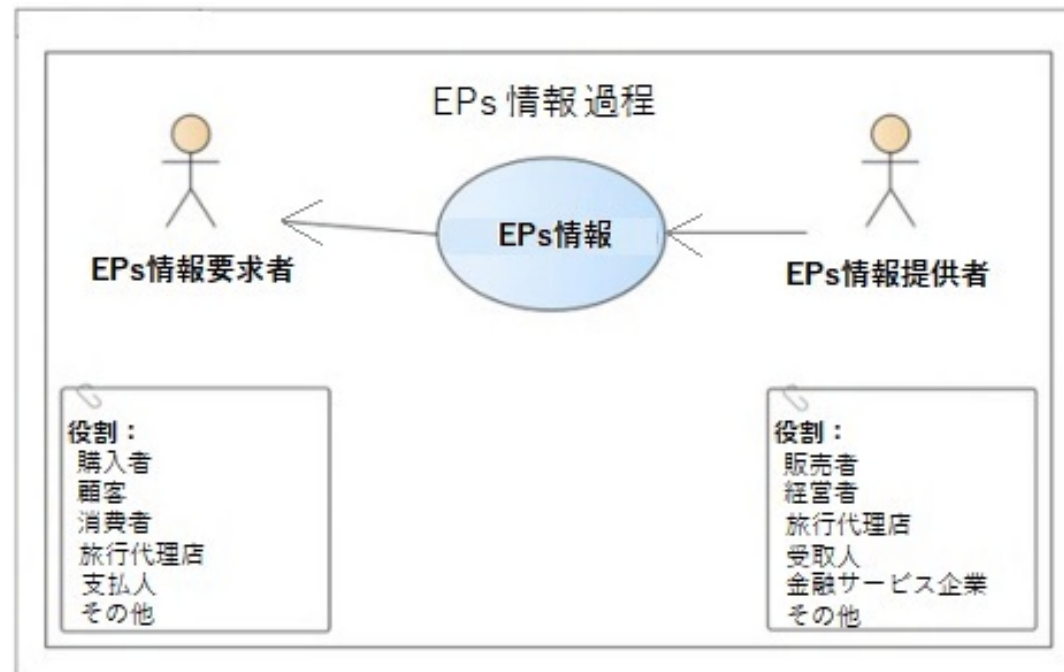 EPs 情報 過程
EPs情報
EPs情報要求者
EPs情報提供者
役割：
購入者
顧客
消費者
旅行代理店
支払人
その他
役割：
販売者
経営者
旅行代理店
受取人
金融サービス企業
その他